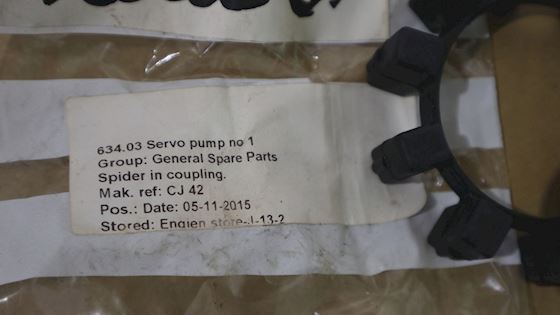 634.03 Servo pump no 1
Group: General Spare Parts
Spider in coupling.
Mak. ref: CJ 42
Pos.: Date: 05-11-2015
Stored: Engien store-J-13-2